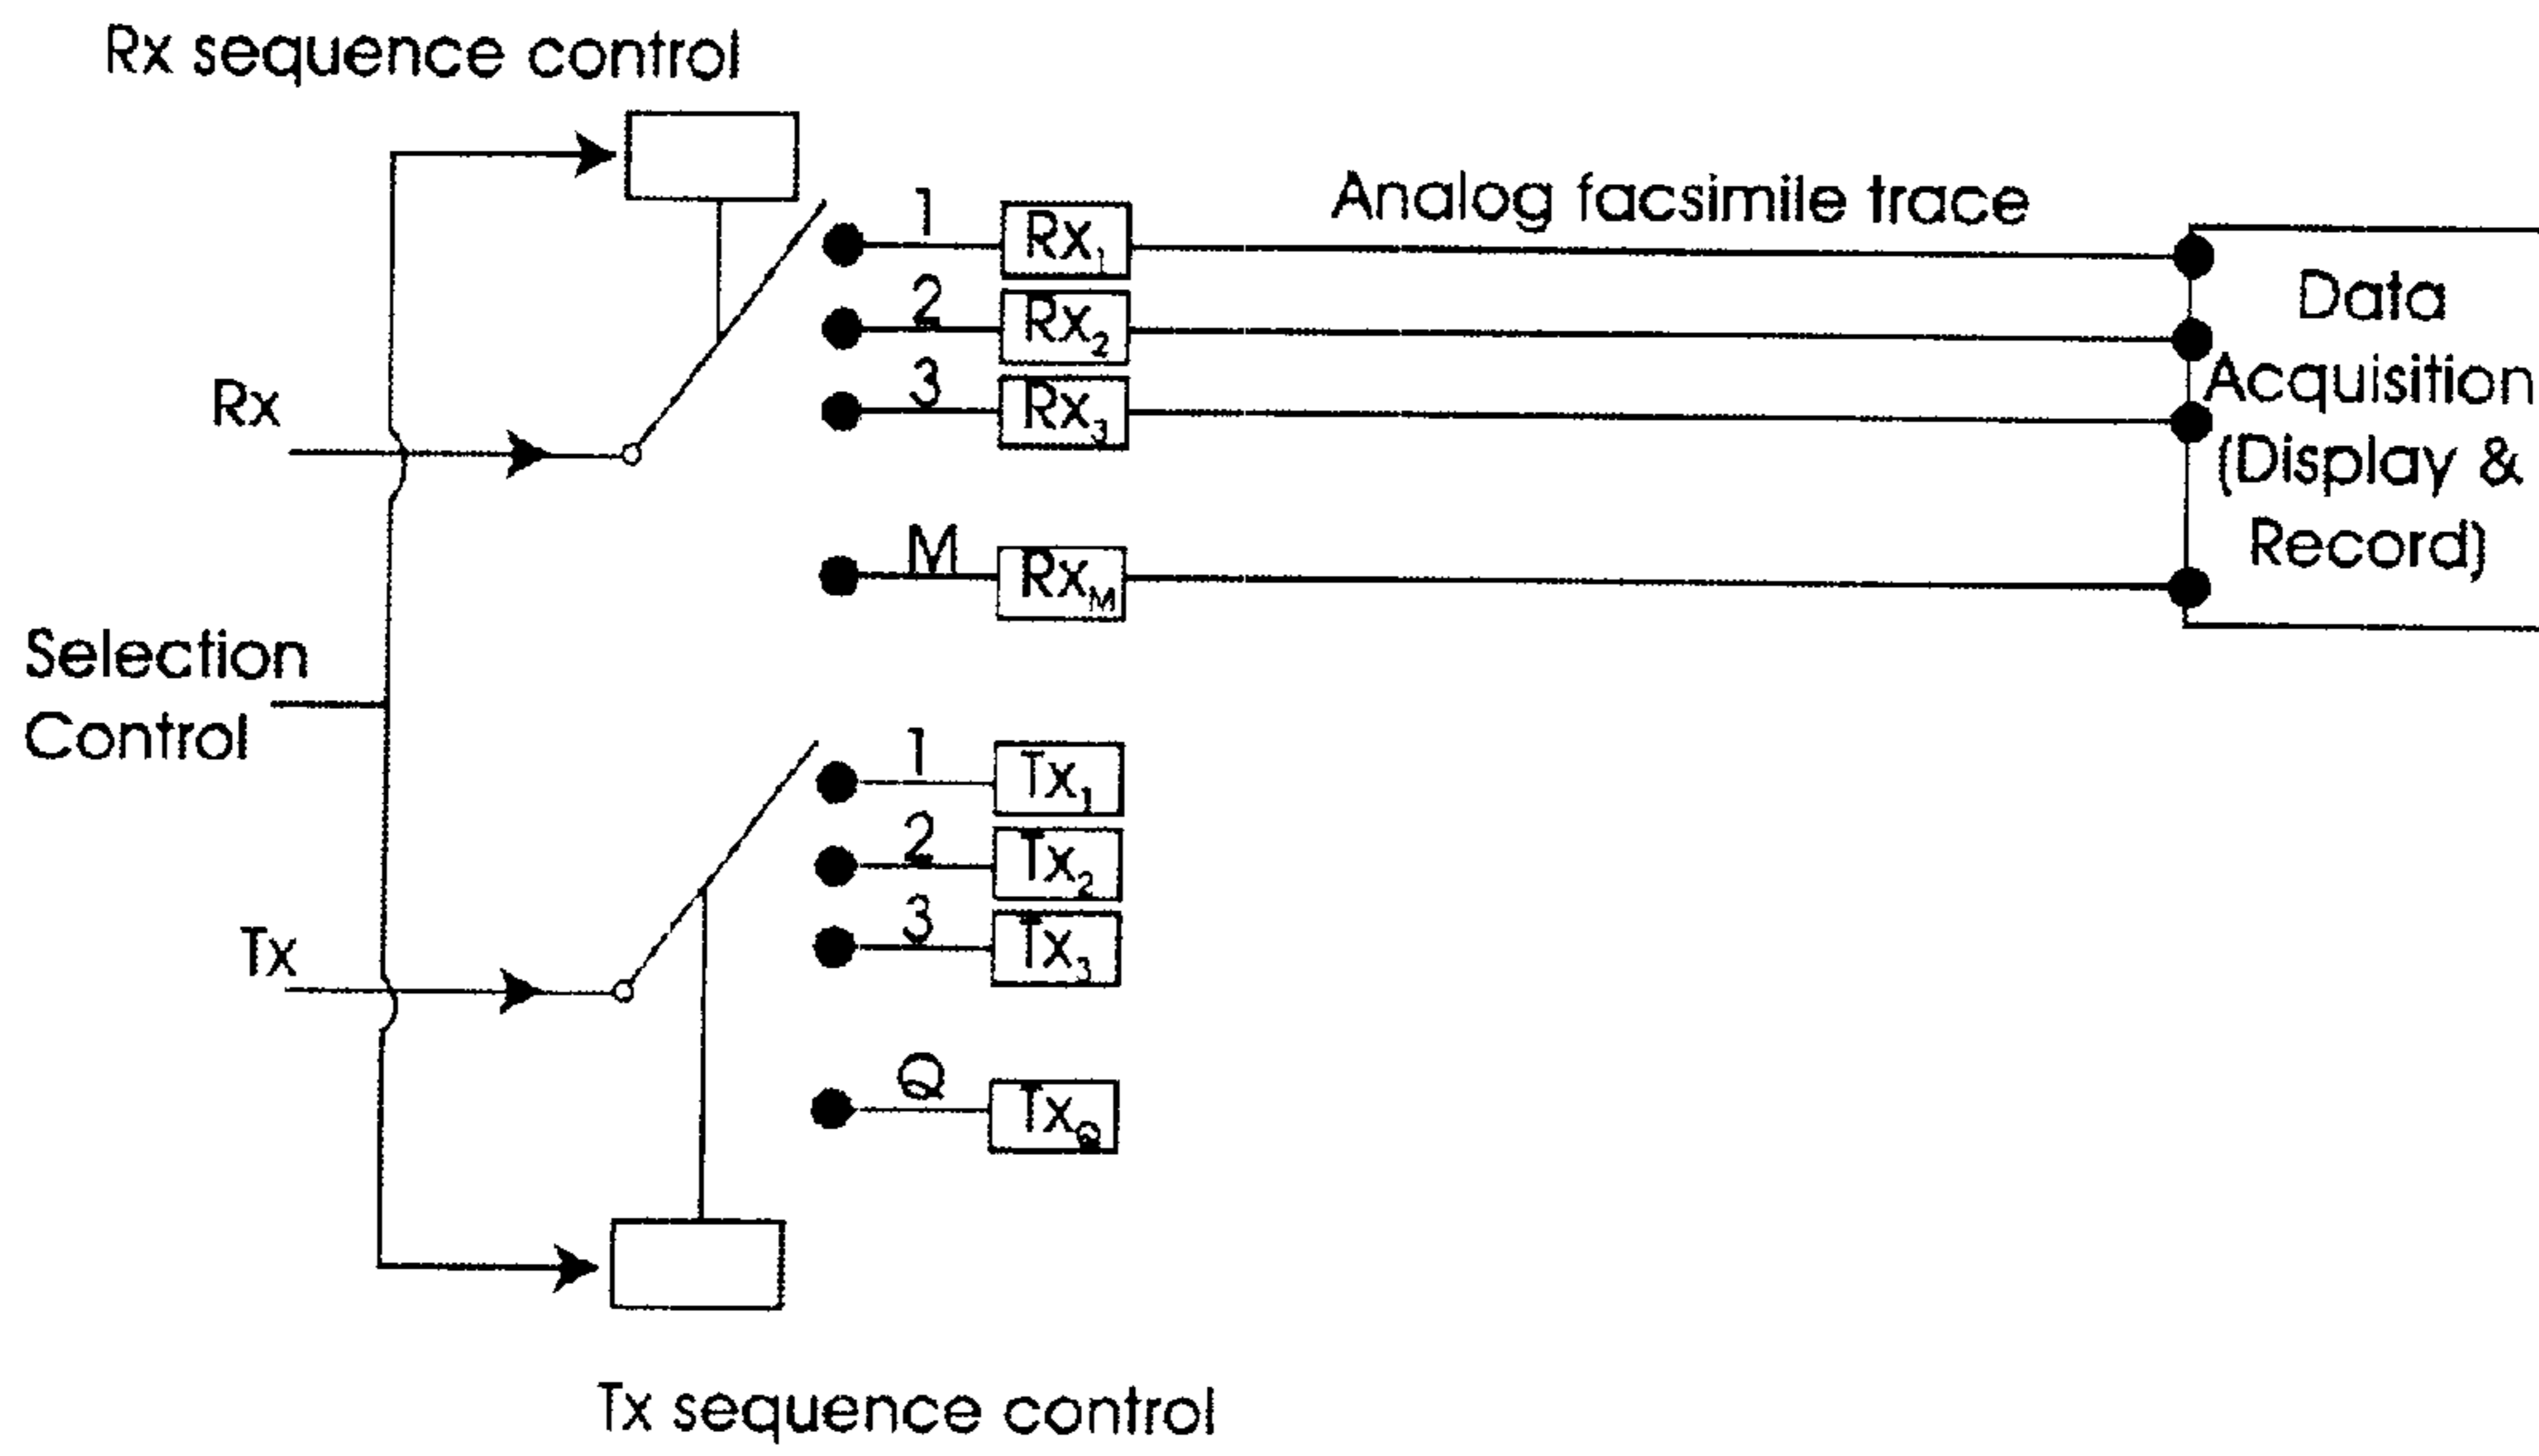 Rx sequence control
Analog facsimile trace
1 Rx1
2 Rx2
3 Rx3
M RxM
Data
Acquisition
(Display &
Record)
Rx
Selection
Control
1 Tx1
2 Tx2
3 Tx3
Q TxQ
Tx
Tx sequence control